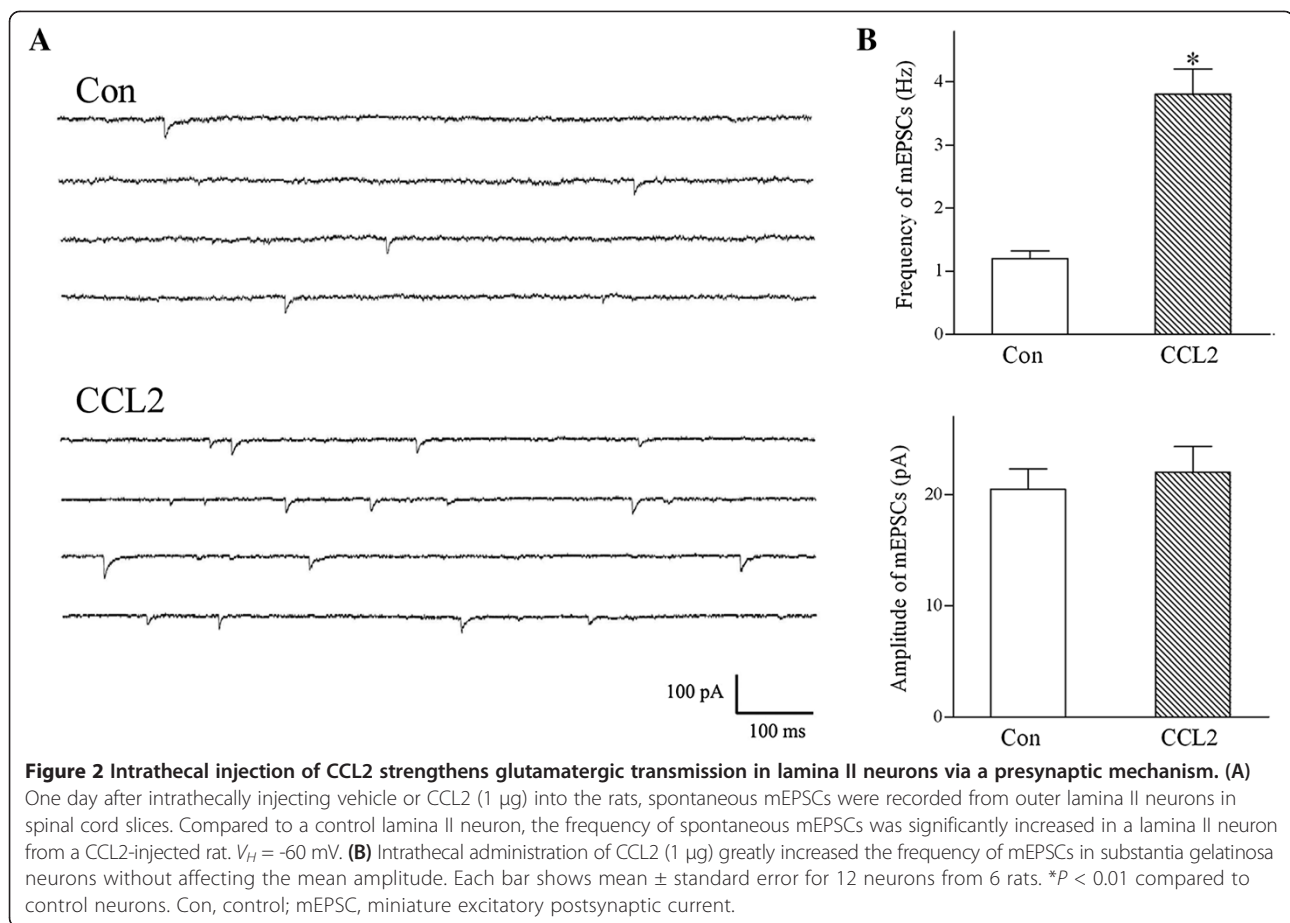 A
Con
CCL2
100 pA
100 ms
B
Frequency of mEPSCs (Hz)
4
4
2
1
0
*
Con
CCL2
Amplitude of mEPSCs (pA)
20
10
0
Con
CCL2
Figure 2 Intrathecal injection of CCL2 strengthens glutamatergic transmission in lamina II neurons via a presynaptic mechanism. (A)
One day after intrathecally injecting vehicle or CCL2 (1 μg) into the rats, spontaneous mEPSCs were recorded from outer lamina II neurons in
spinal cord slices. Compared to a control lamina II neuron, the frequency of spontaneous mEPSCs was significantly increased in a lamina II neuron
from a CCL2-injected rat. V_H = -60 mV. (B) Intrathecal administration of CCL2 (1 μg) greatly increased the frequency of mEPSCs in substantia gelatinosa
neurons without affecting the mean amplitude. Each bar shows mean ± standard error for 12 neurons from 6 rats. *P < 0.01 compared to
control neurons. Con, control; mEPSC, miniature excitatory postsynaptic current.